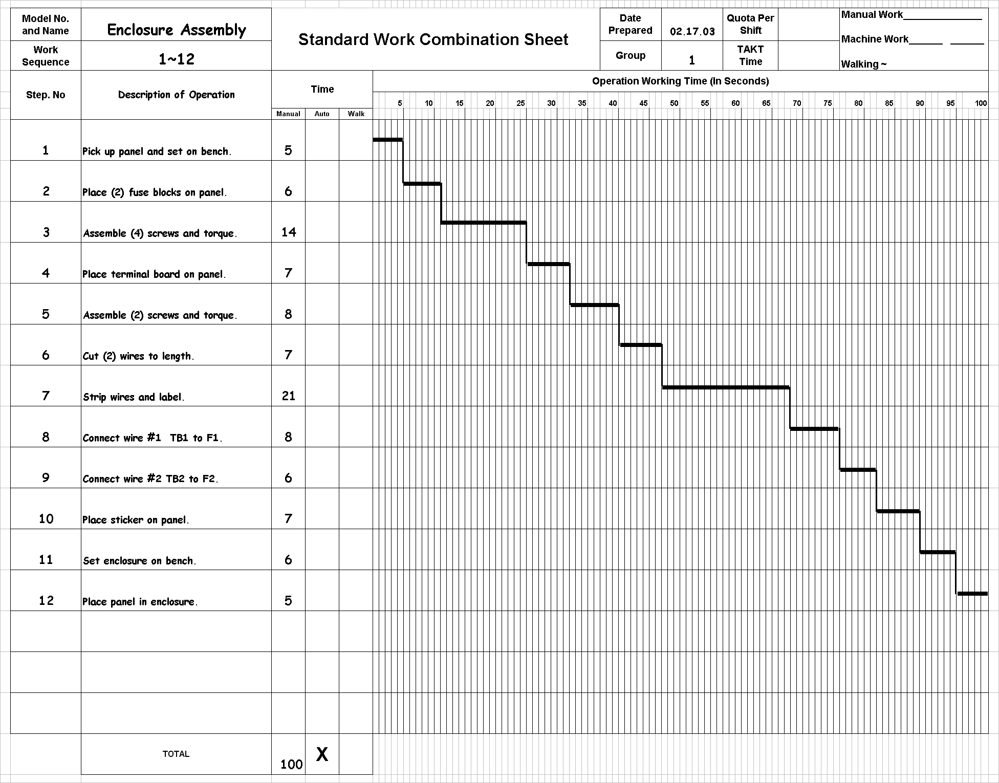 Model No.
and Name
Enclosure Assembly
Work
Sequence
1~12
Standard Work Combination Sheet
Date
Prepared
02.17.03
Quota Per
Shift
Group
1
TAKT
Time
Manual Work
Machine Work
Walking ~
Step. No
Description of Operation
Time
Manual Auto Walk
Operation Working Time (In Seconds)
5 10 15 20 25 30 35 40 45 50 55 60 65 70 75 80 85 90 95 100
1 Pick up panel and set on bench. 5
2 Place (2) fuse blocks on panel. 6
3 Assemble (4) screws and torque. 14
4 Place terminal board on panel. 7
5 Assemble (2) screws and torque. 8
6 Cut (2) wires to length. 7
7 Strip wires and label. 21
8 Connect wire #1 TB1 to F1. 8
9 Connect wire #2 TB2 to F2. 6
10 Place sticker on panel. 7
11 Set enclosure on bench. 6
12 Place panel in enclosure. 5
TOTAL 100 X